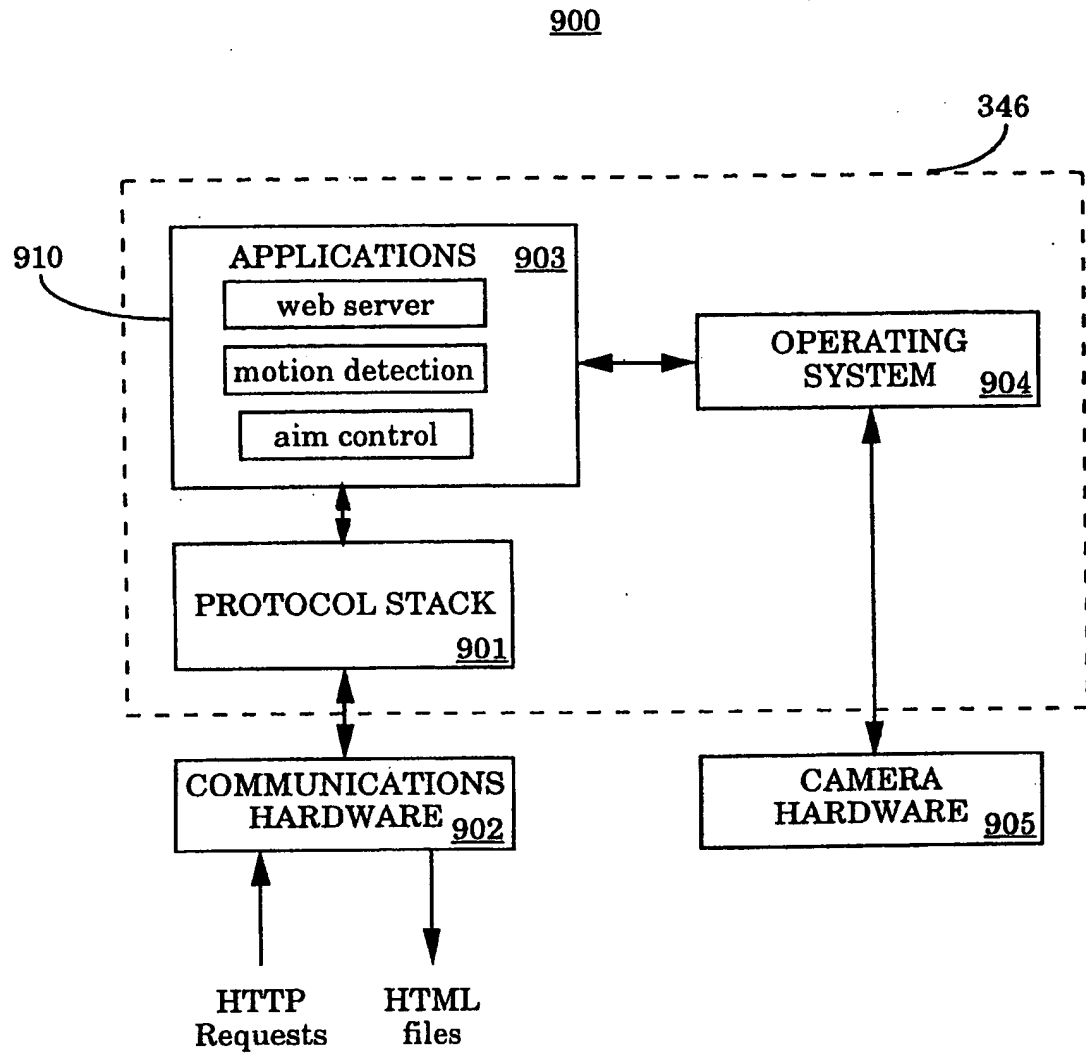 900
346
910
APPLICATIONS 903
web server
motion detection
aim control
OPERATING
SYSTEM 904
PROTOCOL STACK
901
COMMUNICATIONS
HARDWARE 902
CAMERA
HARDWARE 905
HTTP
Requests
HTML
files